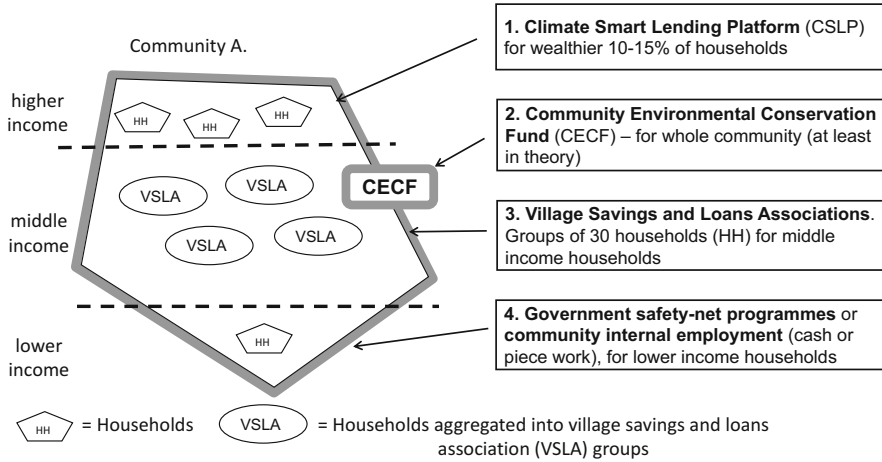 Community A.
higher
income
HH
HH
HH
middle
income
VSLA
VSLA
VSLA
VSLA
CECF
lower
income
HH
1. Climate Smart Lending Platform (CSLP)
for wealthier 10-15% of households
2. Community Environmental Conservation
Fund (CECF) – for whole community (at least
in theory)
3. Village Savings and Loans Associations.
Groups of 30 households (HH) for middle
income households
4. Government safety-net programmes or
community internal employment (cash or
piece work), for lower income households
HH = Households
VSLA = Households aggregated into village savings and loans
association (VSLA) groups